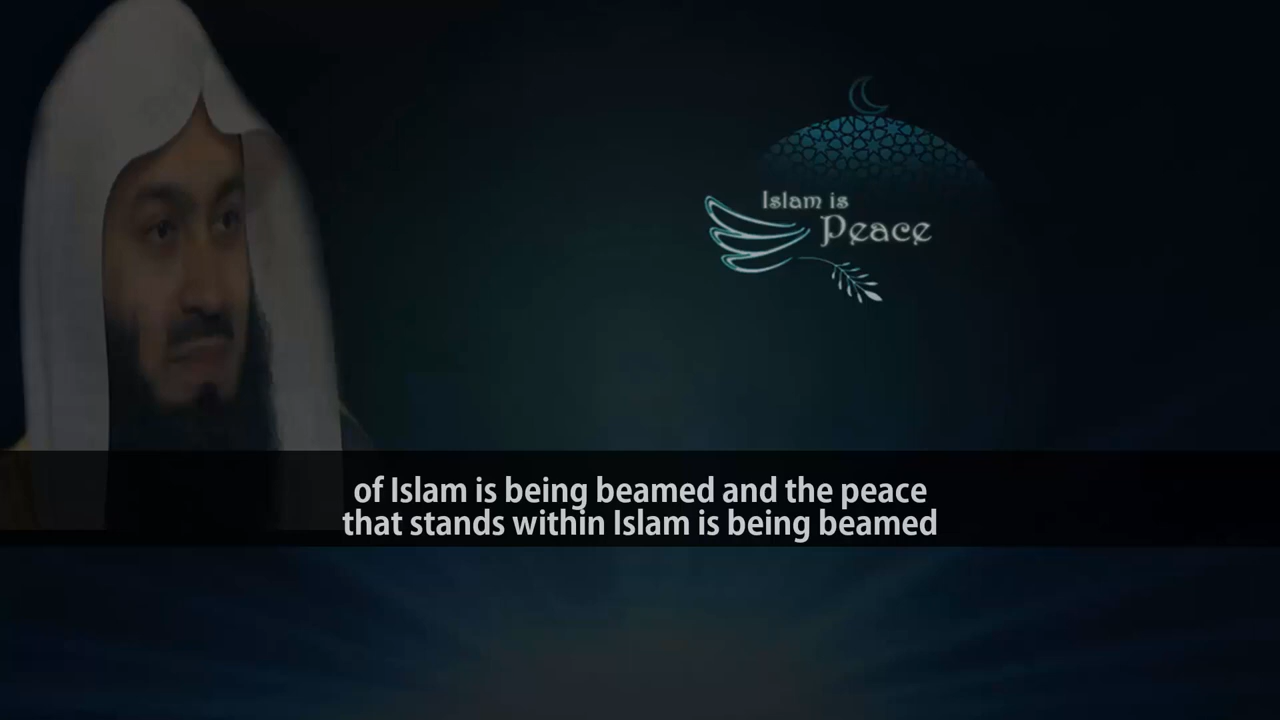 Islam is
Peace
of Islam is being beamed and the peace
that stands within Islam is being beamed